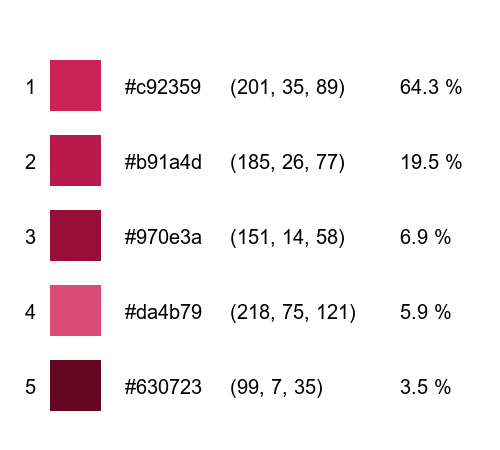 1 #c92359 (201, 35, 89) 64.3 %
2 #b91a4d (185, 26, 77) 19.5 %
3 #970e3a (151, 14, 58) 6.9 %
4 #da4b79 (218, 75, 121) 5.9 %
5 #630723 (99, 7, 35) 3.5 %